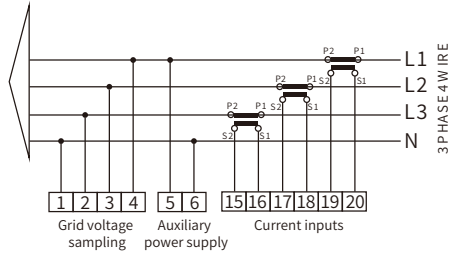 P2 P1 L1
P2 P1 S2 S1 L2
P2 P1 S2 S1 L3
S2 S1 N
3 PHASE 4 WIRE
1 2 3 4 5 6 15 16 17 18 19 20
Grid voltage
sampling
Auxiliary
power supply
Current inputs